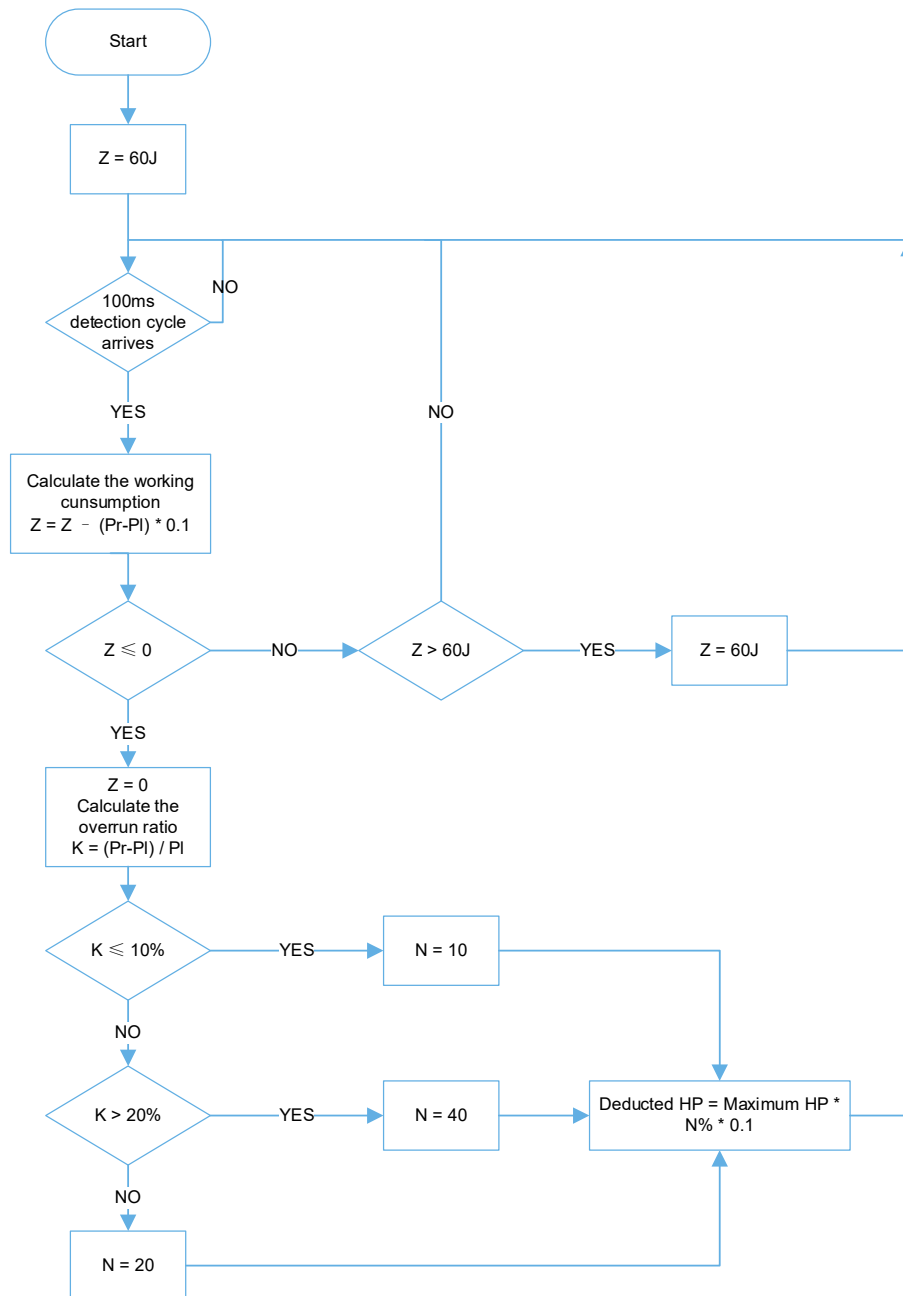 Start
Z = 60J
NO
100ms
detection cycle
arrives
YES
NO
Calculate the working
cunsumption
Z = Z － (Pr-Pl) * 0.1
Z ≤ 0
NO
Z > 60J
YES
Z = 60J
YES
Z = 0
Calculate the
overrun ratio
K = (Pr-Pl) / Pl
K ≤ 10%
YES
N = 10
NO
K > 20%
YES
N = 40
Deducted HP = Maximum HP *
N% * 0.1
NO
N = 20